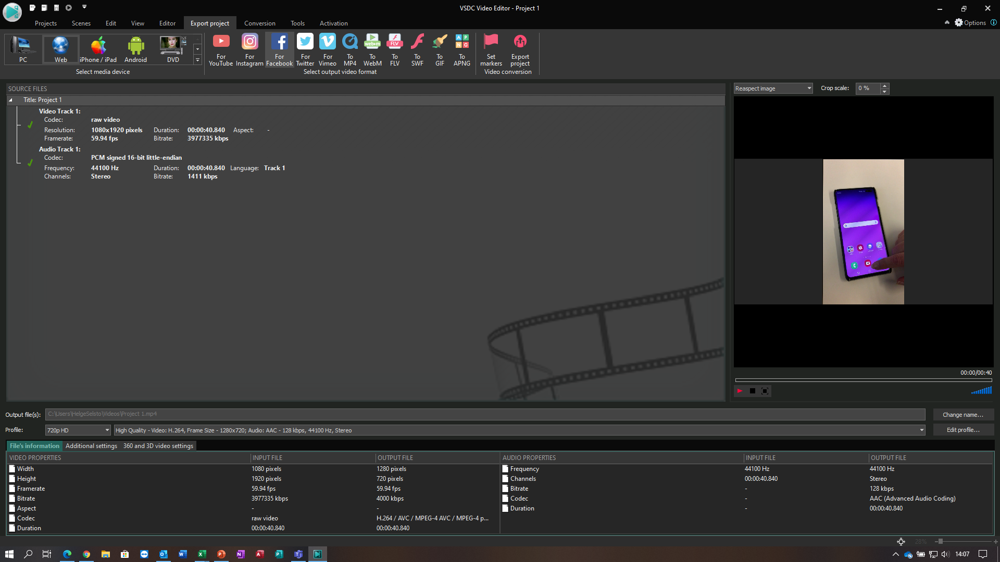 VSDC Video Editor - Project 1
Projects Scenes Edit View Editor Export project Conversion Tools Activation Options
PC Web iPhone / iPad Android DVD
Select media device
For YouTube
For Instagram
For Facebook
For Twitter
For Vimeo
To MP4
To WebM
To FLV
To SWF
To GIF
To APNG
Select output video format
Set markers
Export project
Video conversion
SOURCE FILES
Title: Project 1
Video Track 1:
Codec: raw video
Resolution: 1080x1920 pixels Duration: 00:00:40.840 Aspect: -
Framerate: 59.94 fps Bitrate: 3977335 kbps
Audio Track 1:
Codec: PCM signed 16-bit little-endian
Frequency: 44100 Hz Duration: 00:00:40.840 Language: Track 1
Channels: Stereo Bitrate: 1411 kbps
Reaspect image Crop scale: 0 %
00:00/00:40
Output file(s): C:\Users\HelgeSelsto\Videos\Project 1.mp4 Change name...
Profile: 720p HD High Quality - Video: H.264, Frame Size - 1280x720; Audio: AAC - 128 kbps, 44100 Hz, Stereo Edit profile...
File's information Additional settings 360 and 3D video settings
VIDEO PROPERTIES INPUT FILE OUTPUT FILE
Width 1080 pixels 1280 pixels
Height 1920 pixels 720 pixels
Framerate 59.94 fps 59.94 fps
Bitrate 3977335 kbps 4000 kbps
Aspect - -
Codec raw video H.264 / AVC / MPEG-4 AVC / MPEG-4 p...
Duration 00:00:40.840 00:00:40.840
AUDIO PROPERTIES INPUT FILE OUTPUT FILE
Frequency 44100 Hz 44100 Hz
Channels 00:00:40.840 Stereo
Bitrate - 128 kbps
Codec - AAC (Advanced Audio Coding)
Duration - 00:00:40.840
28%
14:07